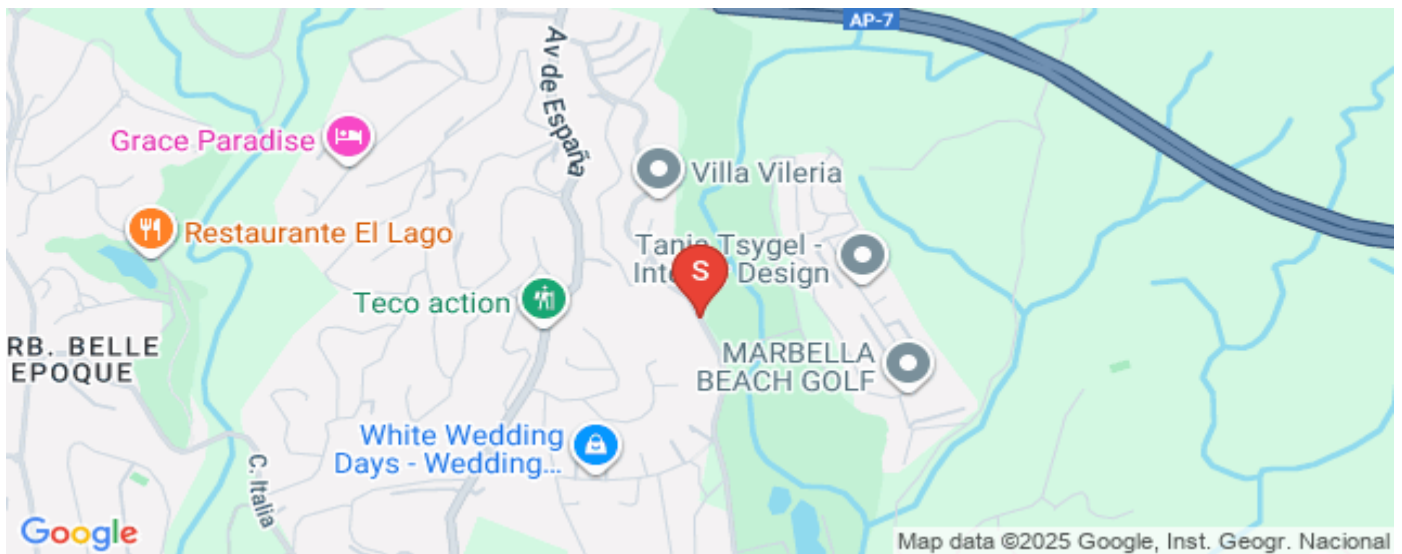 AP-7
Av de España
Grace Paradise
Villa Vileria
Restaurante El Lago
Tsygel -
Design
Teco action
S
RB. BELLE
EPOQUE
MARBELLA
BEACH GOLF
White Wedding
Days - Wedding...
C. Italia
Google
Map data ©2025 Google, Inst. Geogr. Nacional